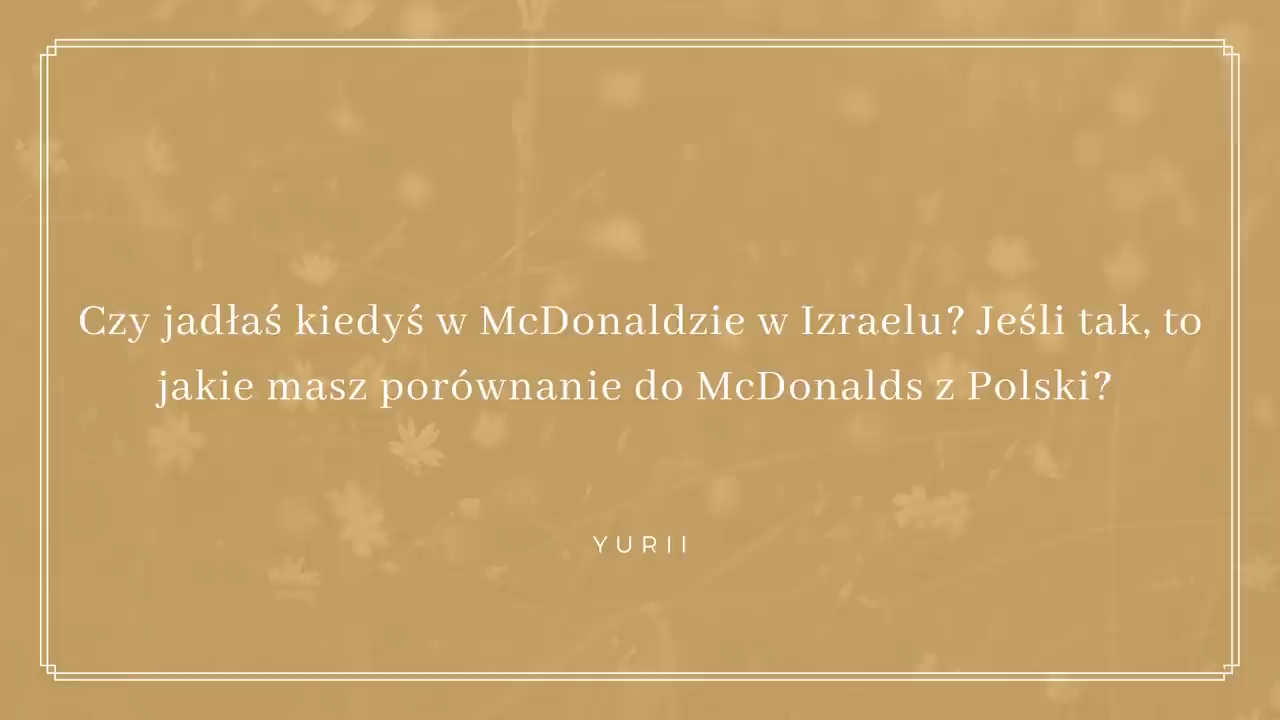 Czy jadłaś kiedyś w McDonaldzie w Izraelu? Jeśli tak, to
jakie masz porównanie do McDonalds z Polski?
YURII